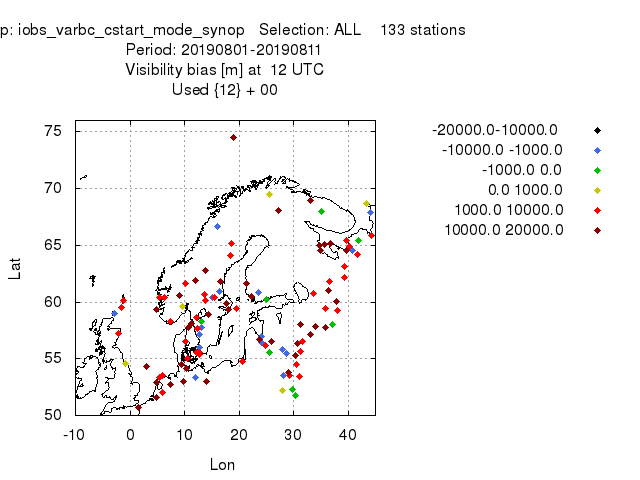 p: iobs_varbc_cstart_mode_synop Selection: ALL 133 stations
Period: 20190801-20190811
Visibility bias [m] at 12 UTC
Used {12} + 00
75
70
65
60
55
50
Lat
-10 0 10 20 30 40
Lon
-20000.0-10000.0
-10000.0 -1000.0
-1000.0 0.0
0.0 1000.0
1000.0 10000.0
10000.0 20000.0